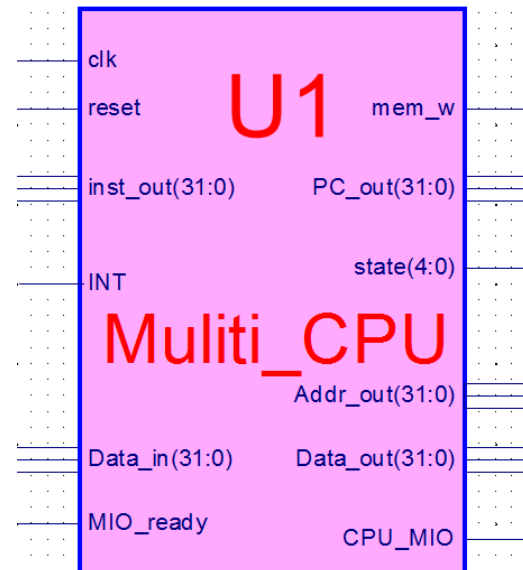 clk
U1
reset
mem_w
inst_out(31:0)
PC_out(31:0)
state(4:0)
INT
Muliti_CPU
Addr_out(31:0)
Data_in(31:0)
Data_out(31:0)
MIO_ready
CPU_MIO